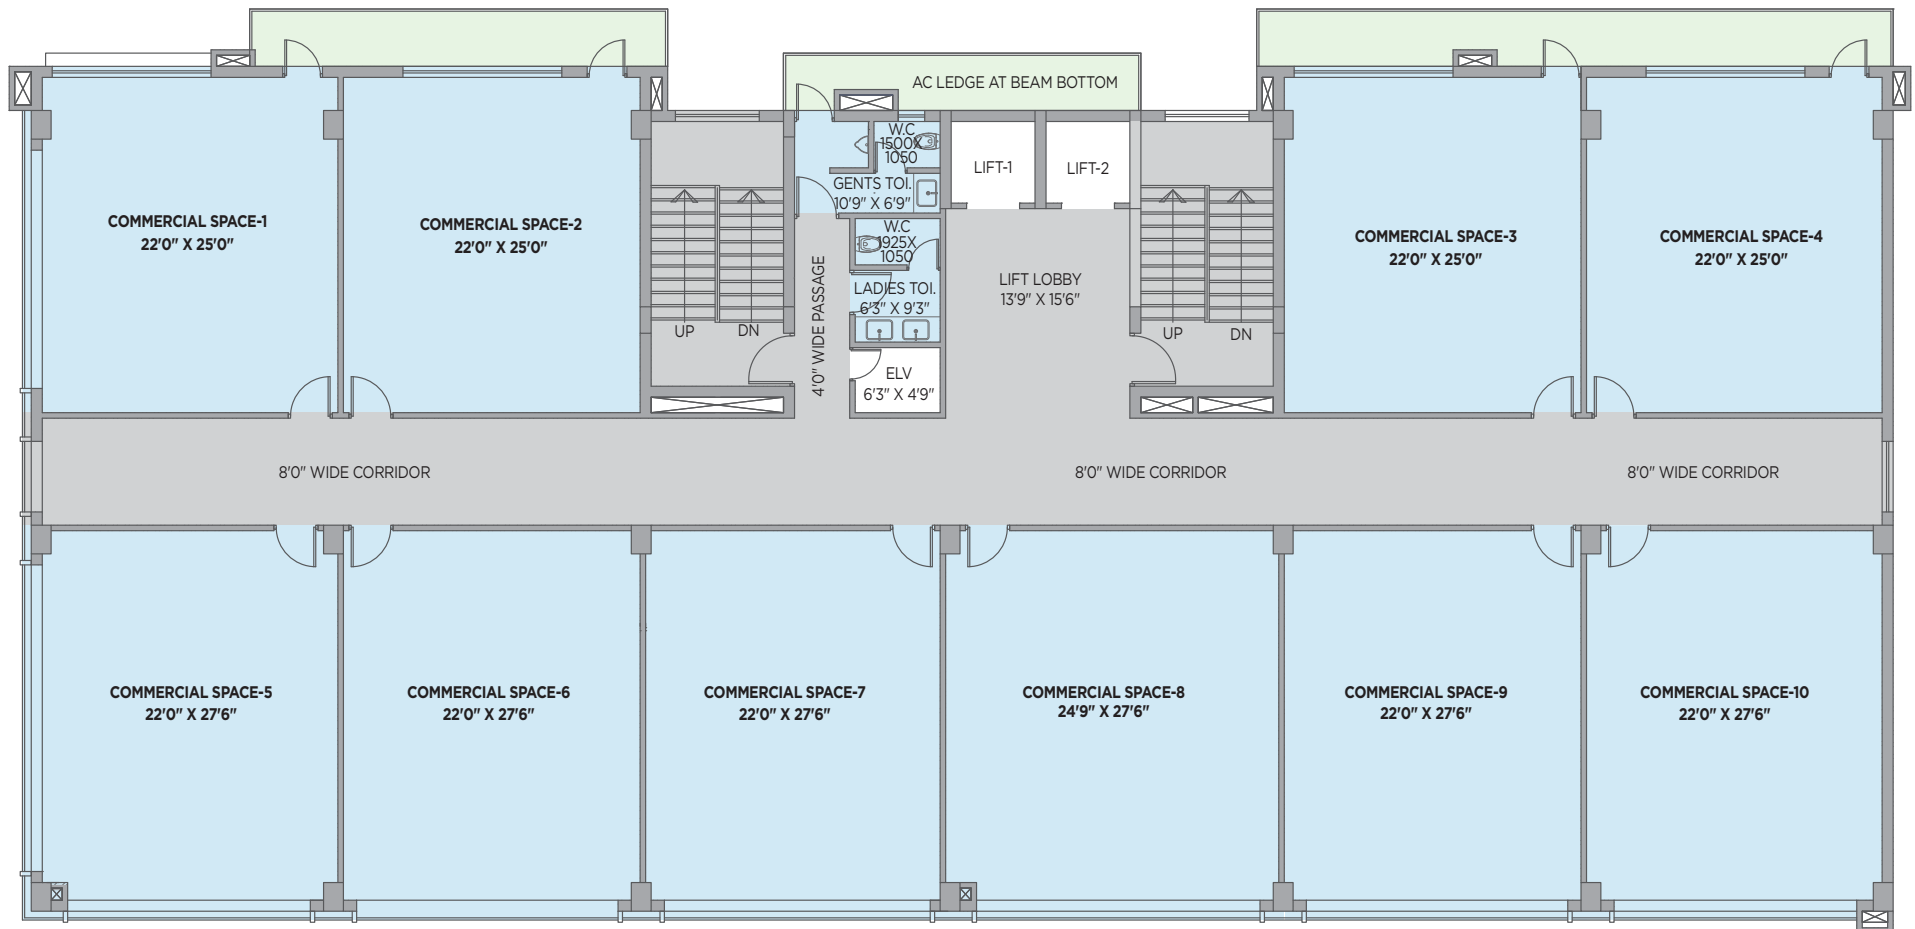 AC LEDGE AT BEAM BOTTOM
W.C
1500X
1050
LIFT-1
LIFT-2
GENTS TOI.
10'9" X 6'9"
COMMERCIAL SPACE-1
22'0" X 25'0"
COMMERCIAL SPACE-2
22'0" X 25'0"
W.C
1925X
1050
COMMERCIAL SPACE-3
22'0" X 25'0"
COMMERCIAL SPACE-4
22'0" X 25'0"
LIFT LOBBY
13'9" X 15'6"
LADIES TOI.
6'3" X 9'3"
4'0" WIDE PASSAGE
UP
DN
UP
DN
ELV
6'3" X 4'9"
8'0" WIDE CORRIDOR
8'0" WIDE CORRIDOR
8'0" WIDE CORRIDOR
COMMERCIAL SPACE-5
22'0" X 27'6"
COMMERCIAL SPACE-6
22'0" X 27'6"
COMMERCIAL SPACE-7
22'0" X 27'6"
COMMERCIAL SPACE-8
24'9" X 27'6"
COMMERCIAL SPACE-9
22'0" X 27'6"
COMMERCIAL SPACE-10
22'0" X 27'6"